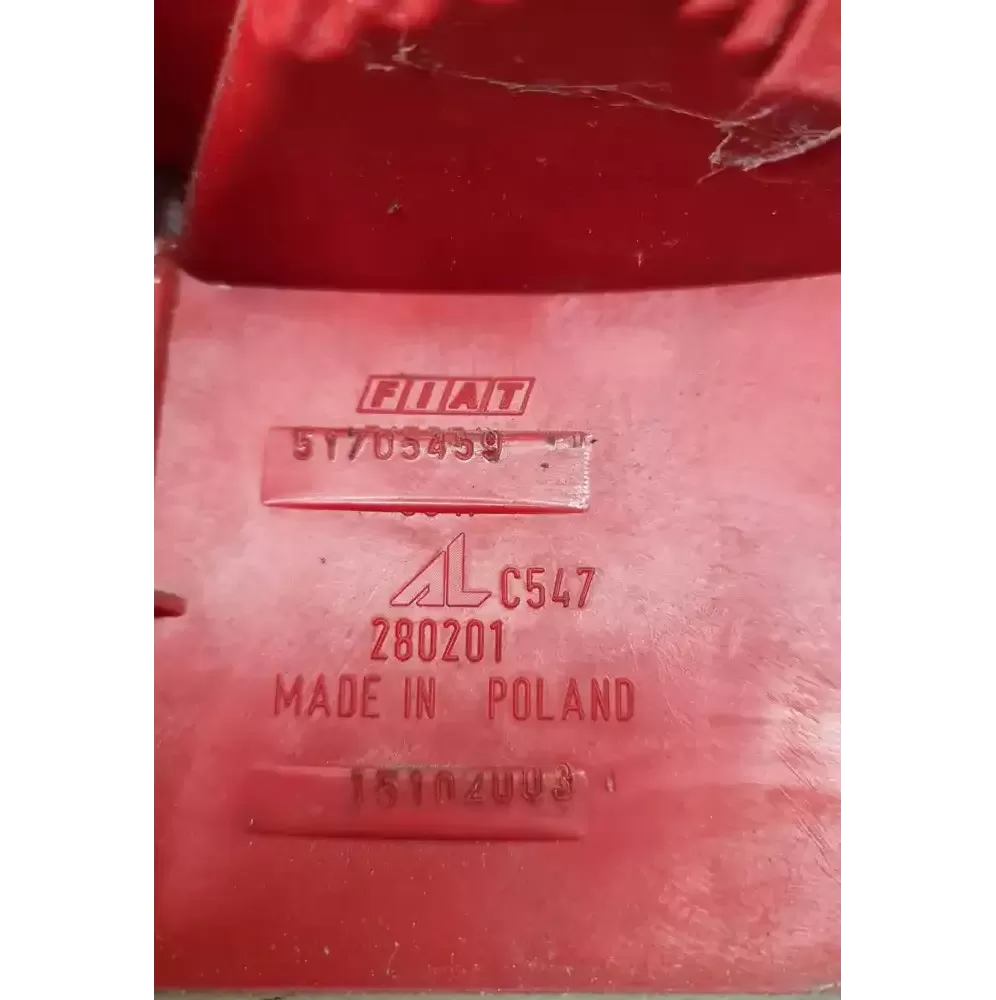 FIAT
51705459
AL C547
280201
MADE IN POLAND
15102003